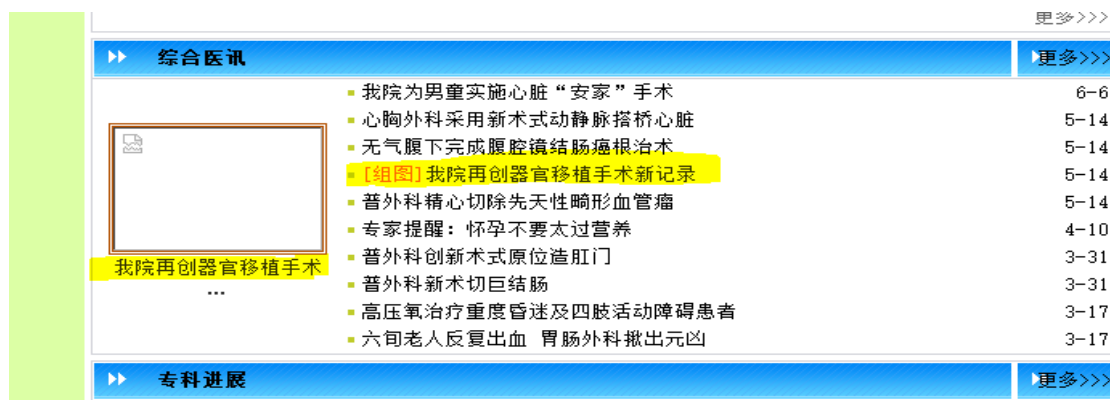 更多>>>
综合医讯 更多>>>
我院为男童实施心脏“安家”手术 6-6
心胸外科采用新术式动静脉搭桥心脏 5-14
无气腹下完成腹腔镜结肠癌根治术 5-14
[组图]我院再创器官移植手术新记录 5-14
普外科精心切除先天性畸形血管瘤 5-14
专家提醒：怀孕不要太过营养 4-10
普外科创新术式原位造肛门 3-31
普外科新术切巨结肠 3-31
高压氧治疗重度昏迷及四肢活动障碍患者 3-17
六旬老人反复出血 胃肠外科揪出元凶 3-17
我院再创器官移植手术
...
专科进展 更多>>>